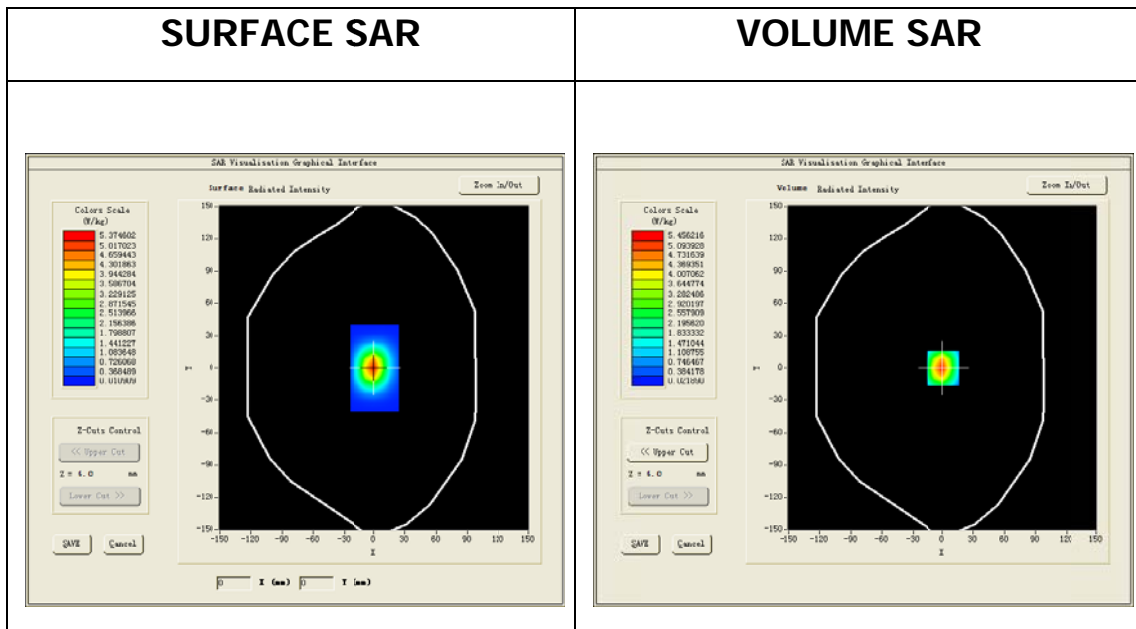 SURFACE SAR
VOLUME SAR
SAR Visualisation Graphical Interface
Surface Radiated Intensity
Zoom In/Out
Colors Scale
(W/kg)
5.374602
5.017023
4.659443
4.301863
3.944284
3.586704
3.229125
2.871545
2.513966
2.156386
1.798807
1.441227
1.083648
0.726068
0.368489
0.010909
150
120
90
60
30
0
-30
-60
-90
-120
-150
Y
-150 -120 -90 -60 -30 0 30 60 90 120 150
X
Z-Cuts Control
<< Upper Cut
Z = 4.0 mm
Lower Cut >>
SAVE Cancel
0 X (mm) 0 Y (mm)
SAR Visualisation Graphical Interface
Volume Radiated Intensity
Zoom In/Out
Colors Scale
(W/kg)
5.456216
5.093928
4.731639
4.369351
4.007062
3.644774
3.282486
2.920197
2.557909
2.195620
1.833332
1.471044
1.108755
0.746467
0.384178
0.021890
150
120
90
60
30
0
-30
-60
-90
-120
-150
Y
-150 -120 -90 -60 -30 0 30 60 90 120 150
X
Z-Cuts Control
<< Upper Cut
Z = 4.0 mm
Lower Cut >>
SAVE Cancel